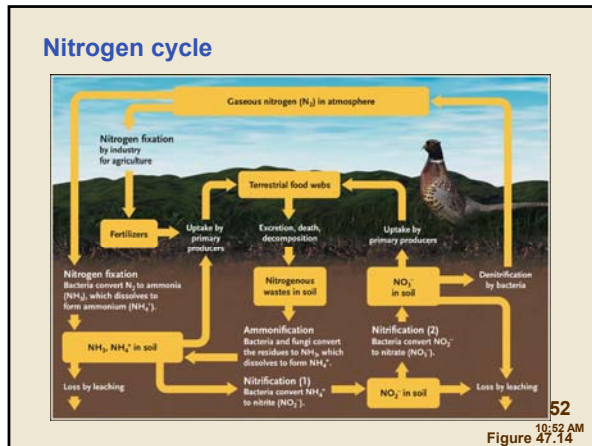 Nitrogen cycle
Gaseous nitrogen (N₂) in atmosphere
Nitrogen fixation
by industry
for agriculture
Terrestrial food webs
Fertilizers
Uptake by
primary
producers
Excretion, death,
decomposition
Uptake by
primary producers
Nitrogen fixation
Bacteria convert N₂ to ammonia
(NH₃), which dissolves to
form ammonium (NH₄⁺).
Nitrogenous
wastes in soil
NO₃⁻
in soil
Denitrification
by bacteria
NH₃, NH₄⁺ in soil
Ammonification
Bacteria and fungi convert
the residues to NH₃, which
dissolves to form NH₄⁺.
Nitrification (2)
Bacteria convert NO₂⁻
to nitrate (NO₃⁻).
Loss by leaching
Nitrification (1)
Bacteria convert NH₄⁺
to nitrite (NO₂⁻).
NO₂⁻ in soil
Loss by leaching
52
10:52 AM
Figure 47.14